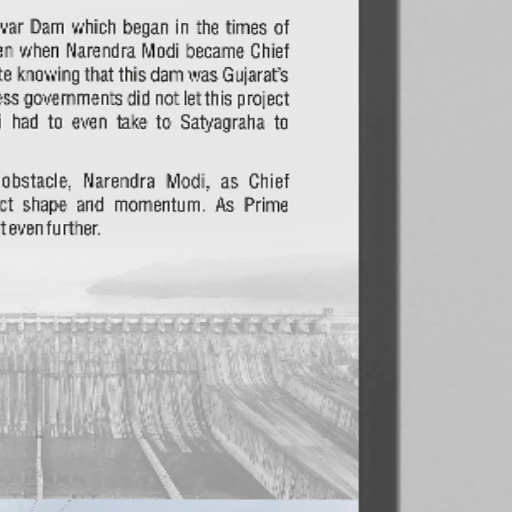 var Dam which began in the times of
en when Narendra Modi became Chief
te knowing that this dam was Gujarat's
ess governments did not let this project
i had to even take to Satyagraha to
obstacle, Narendra Modi, as Chief
ct shape and momentum. As Prime
t even further.